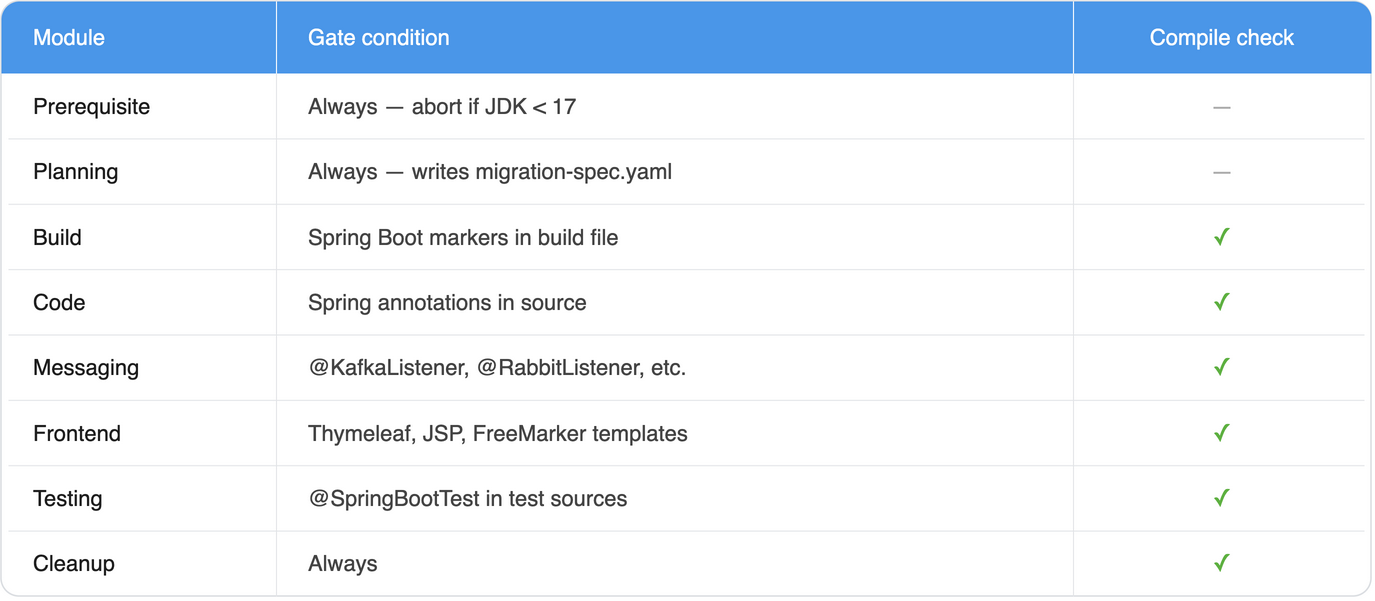 Module Gate condition Compile check
Prerequisite Always — abort if JDK < 17 —
Planning Always — writes migration-spec.yaml —
Build Spring Boot markers in build file ✓
Code Spring annotations in source ✓
Messaging @KafkaListener, @RabbitListener, etc. ✓
Frontend Thymeleaf, JSP, FreeMarker templates ✓
Testing @SpringBootTest in test sources ✓
Cleanup Always ✓